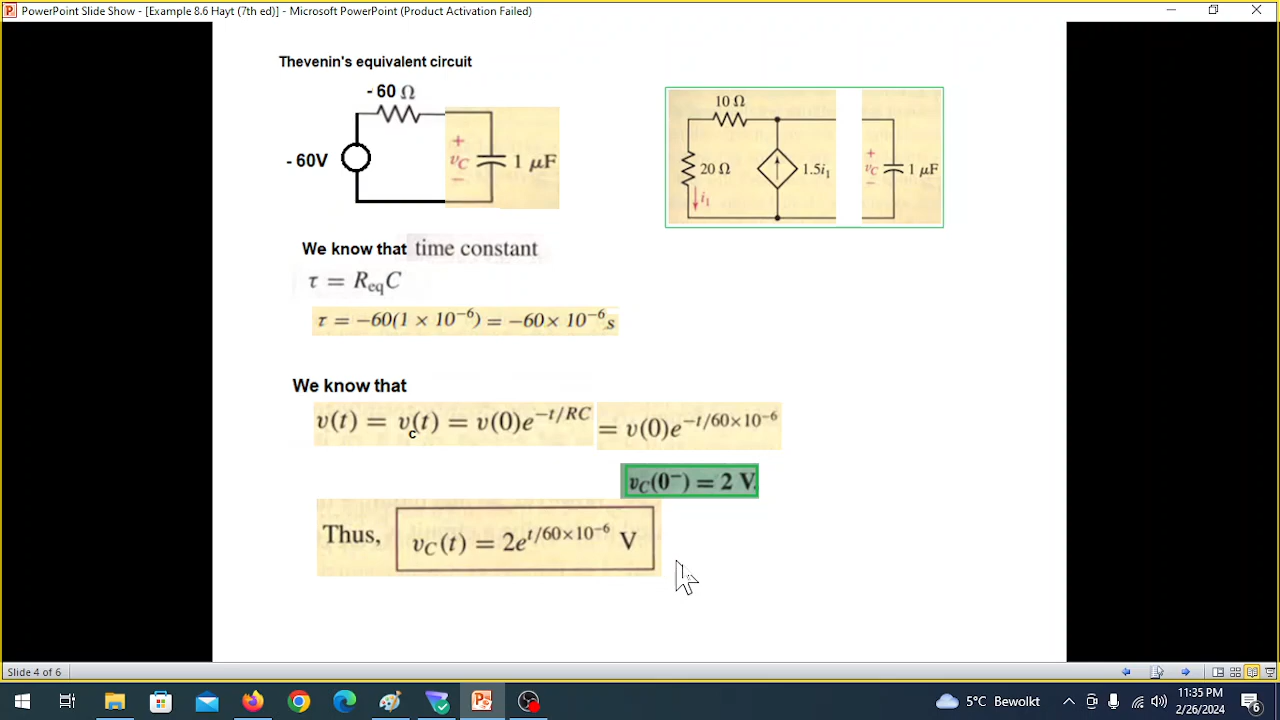 PowerPoint Slide Show - [Example 8.6 Hayt (7th ed)] - Microsoft PowerPoint (Product Activation Failed)
Thevenin's equivalent circuit
- 60 Ω
- 60V
+
vC
−
1 μF
10 Ω
20 Ω
i1
1.5i1
+
vC
−
1 μF
We know that time constant
τ = ReqC
τ = −60(1 × 10⁻⁶) = −60× 10⁻⁶s
We know that
v(t) = vc(t) = v(0)e^−t/RC = v(0)e^−t/60×10⁻⁶
vC(0⁻) = 2 V.
Thus, vC(t) = 2e^t/60×10⁻⁶ V
Slide 4 of 6
5°C Bewolkt
11:35 PM
2/26/2024
6